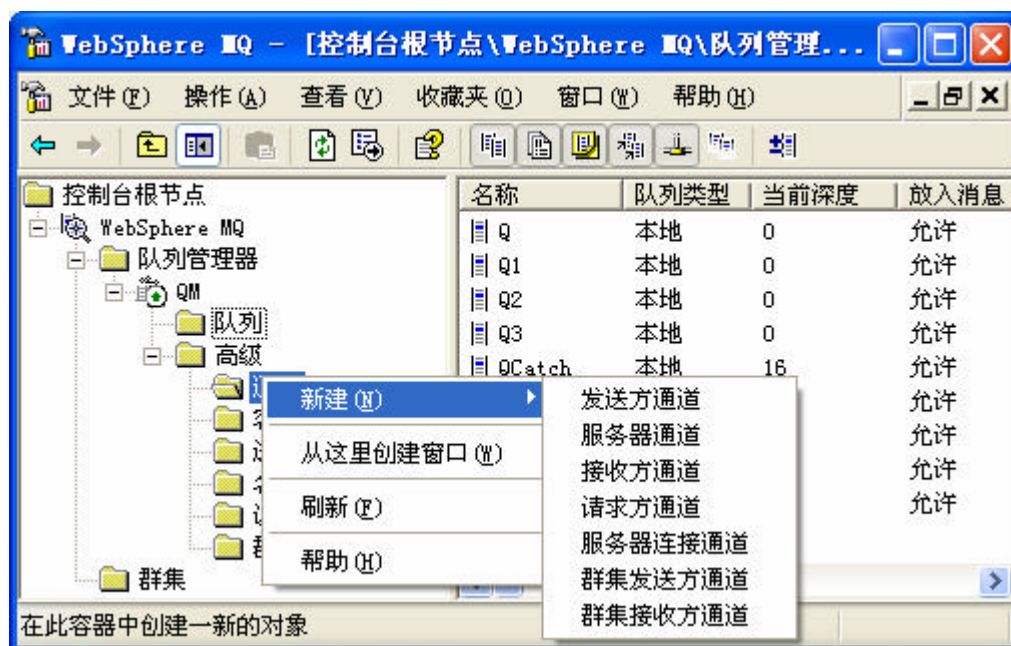 WebSphere MQ - [控制台根节点\WebSphere MQ\队列管理...
文件(F) 操作(A) 查看(V) 收藏夹(O) 窗口(W) 帮助(H)
控制台根节点
WebSphere MQ
队列管理器
QM
队列
高级
群集
名称 队列类型 当前深度 放入消息
Q 本地 0 允许
Q1 本地 0 允许
Q2 本地 0 允许
Q3 本地 0 允许
QCatch 本地 16 允许
允许
允许
允许
允许
新建(N)
从这里创建窗口(W)
刷新(F)
帮助(H)
发送方通道
服务器通道
接收方通道
请求方通道
服务器连接通道
群集发送方通道
群集接收方通道
在此容器中创建一新的对象